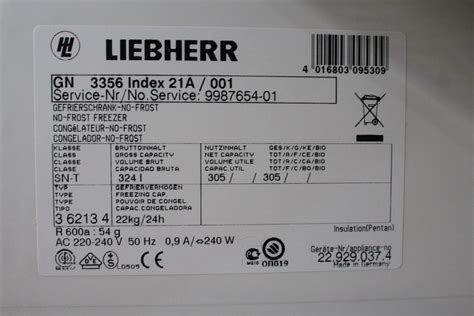 LIEBHERR
4 016803 095309
GN 3356 Index 21A / 001
Service-Nr/No.Service: 9987654-01
GEFRIERSCHRANK-NO-FROST
NO-FROST FREEZER
CONGÉLATEUR-NO-FROST
CONGELADOR-NO-FROST
KLASSE BRUTTOINHALT NUTZINHALT GES/K/G/KE/BIO
CLASS GROSS CAPACITY NET CAPACITY TOT/R/F/CE/BIO
CLASSE VOLUME BRUT VOLUME UTILE TOT/R/C/CA/BIO
CLASE CAPACIDAD BRUTA CAPAC.UTIL TOT/R/C/CE/BIO
SN-T 324 l 305 / 305 / /
TYP GEFRIERVERMÖGEN
TYPE FREEZING CAP
TYPE POUV.CONGÉLATION
TIPO CAPAC.CONGELADORA
3 6213 4 22kg/24h
R 600a : 54 g
Insulation(Pentan)
AC 220-240 V 50 Hz 0,9 A/ 240 W
Geräte-Nr/appliance-no
22.929.037.4
Made in Germany